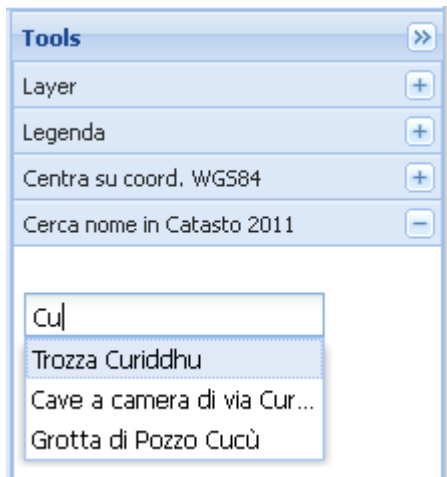 Tools
Layer
Legenda
Centra su coord. WGS84
Cerca nome in Catasto 2011
Cu
Trozza Curiddhu
Cave a camera di via Cur...
Grotta di Pozzo Cucù